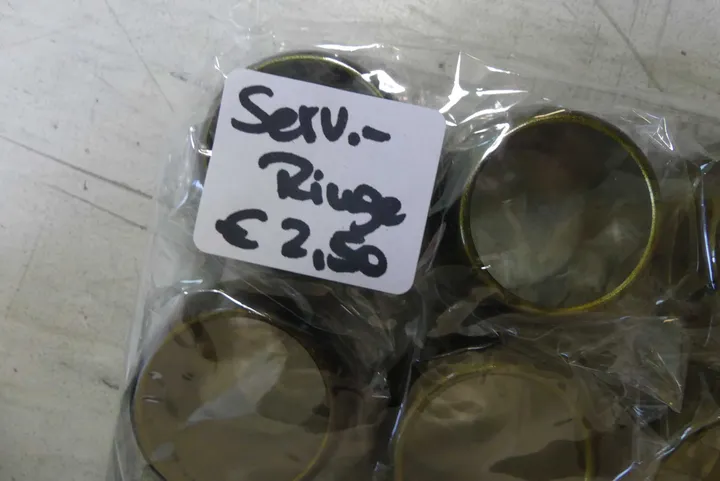 Serv.-
Ringe
€ 2,50